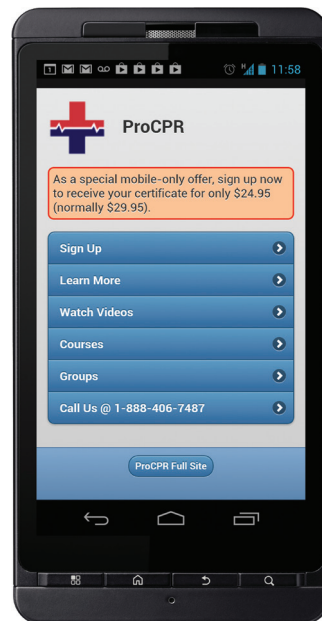 1 11:58
ProCPR
As a special mobile-only offer, sign up now
to receive your certificate for only $24.95
(normally $29.95).
Sign Up
Learn More
Watch Videos
Courses
Groups
Call Us @ 1-888-406-7487
ProCPR Full Site